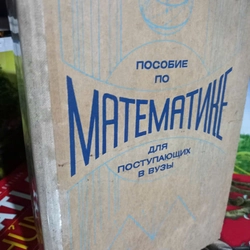 ПОСОБИЕ
ПО
МАТЕМАТИКЕ
ДЛЯ
ПОСТУПАЮЩИХ
В ВУЗЫ